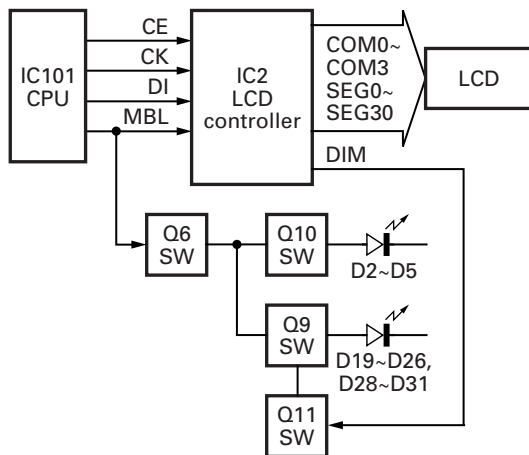 IC101
CPU
CE
CK
DI
MBL
IC2
LCD
controller
COM0~
COM3
SEG0~
SEG30
LCD
DIM
Q6
SW
Q10
SW
D2~D5
Q9
SW
D19~D26,
D28~D31
Q11
SW